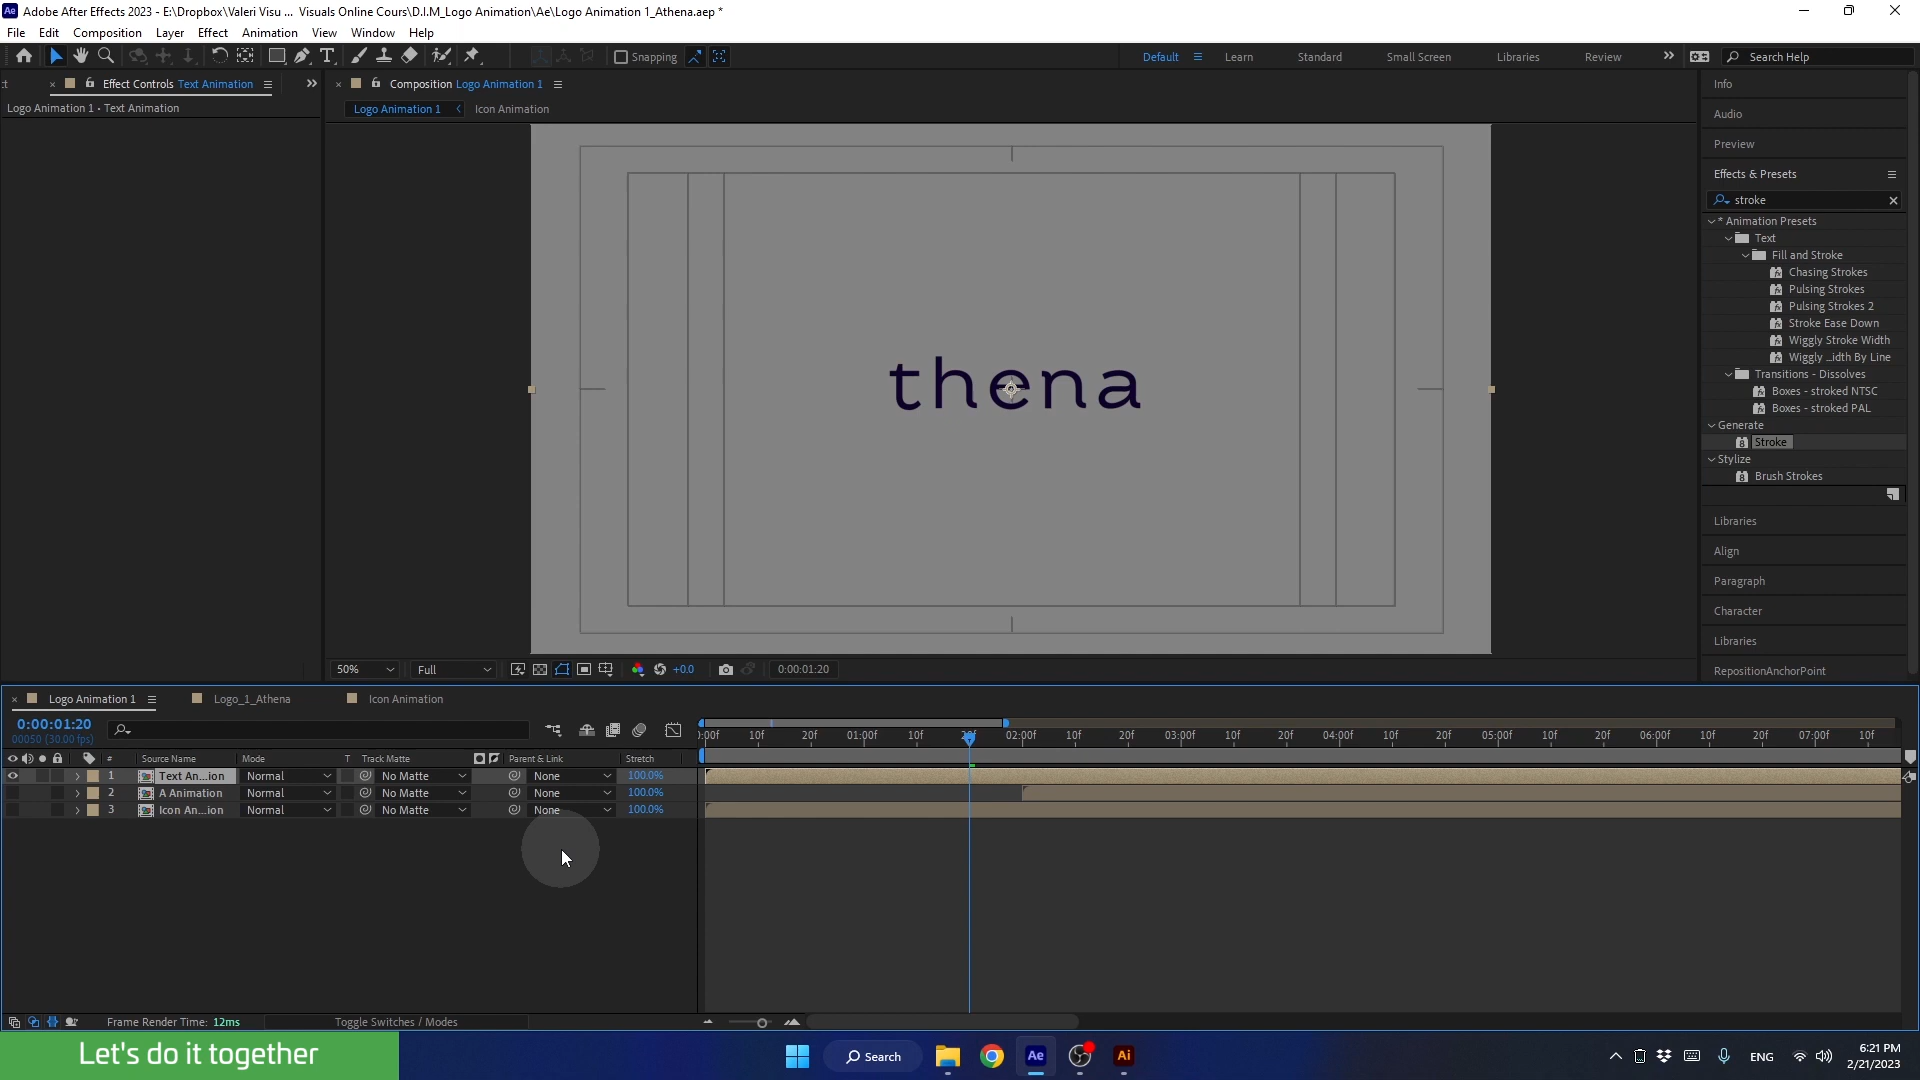 Adobe After Effects 2023 - E:\Dropbox\Valeri Visu ... Visuals Online Cours\D.I.M_Logo Animation\Ae\Logo Animation 1_Athena.aep *
File Edit Composition Layer Effect Animation View Window Help
Snapping
Default Learn Standard Small Screen Libraries Review Search Help
Effect Controls Text Animation
Composition Logo Animation 1
Logo Animation 1 • Text Animation
Logo Animation 1 Icon Animation
thena
50% Full +0.0 0:00:01:20
Info
Audio
Preview
Effects & Presets
stroke
* Animation Presets
Text
Fill and Stroke
Chasing Strokes
Pulsing Strokes
Pulsing Strokes 2
Stroke Ease Down
Wiggly Stroke Width
Wiggly ...idth By Line
Transitions - Dissolves
Boxes - stroked NTSC
Boxes - stroked PAL
Generate
Stroke
Stylize
Brush Strokes
Libraries
Align
Paragraph
Character
Libraries
RepositionAnchorPoint
Logo Animation 1 Logo_1_Athena Icon Animation
0:00:01:20
00050 (30.00 fps)
):00f 10f 20f 01:00f 10f 20f 02:00f 10f 20f 03:00f 10f 20f 04:00f 10f 20f 05:00f 10f 20f 06:00f 10f 20f 07:00f 10f
# Source Name Mode T Track Matte Parent & Link Stretch
1 Text An...ion Normal No Matte None 100.0%
2 A Animation Normal No Matte None 100.0%
3 Icon An...ion Normal No Matte None 100.0%
Frame Render Time: 12ms Toggle Switches / Modes
Let's do it together
Search
Ae
Ai
ENG
6:21 PM
2/21/2023